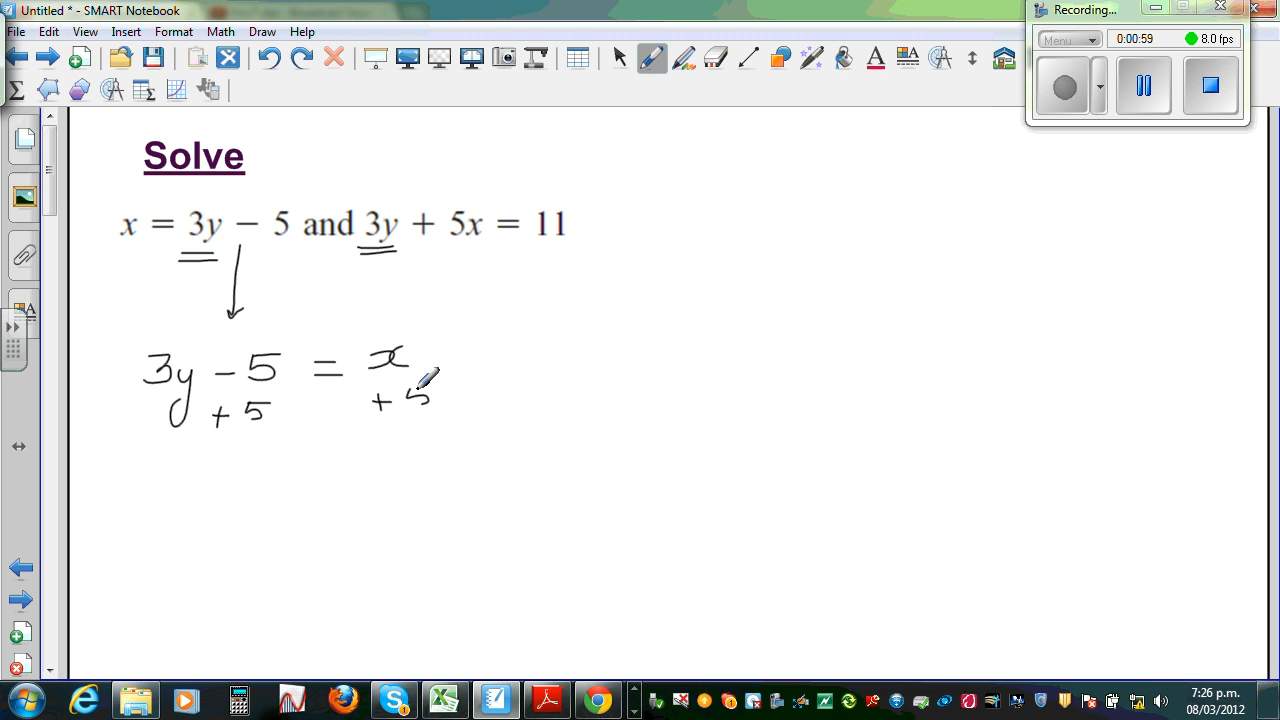 Untitled * - SMART Notebook
Recording...
File Edit View Insert Format Math Draw Help
Menu
0:00:59
8.0 fps
Solve
x = 3y − 5 and 3y + 5x = 11
3y − 5 = x
+ 5 + 5
7:26 p.m.
08/03/2012